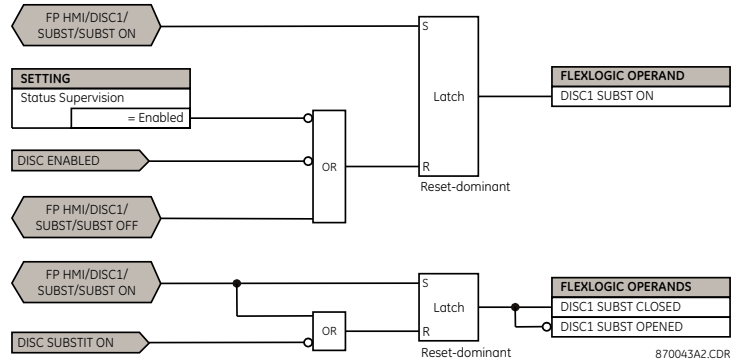 FP HMI/DISC1/
SUBST/SUBST ON
SETTING
Status Supervision
= Enabled
DISC ENABLED
FP HMI/DISC1/
SUBST/SUBST OFF
OR
S
Latch
R
Reset-dominant
FLEXLOGIC OPERAND
DISC1 SUBST ON
FP HMI/DISC1/
SUBST/SUBST ON
DISC SUBSTIT ON
OR
S
Latch
R
Reset-dominant
FLEXLOGIC OPERANDS
DISC1 SUBST CLOSED
DISC1 SUBST OPENED
870043A2.CDR